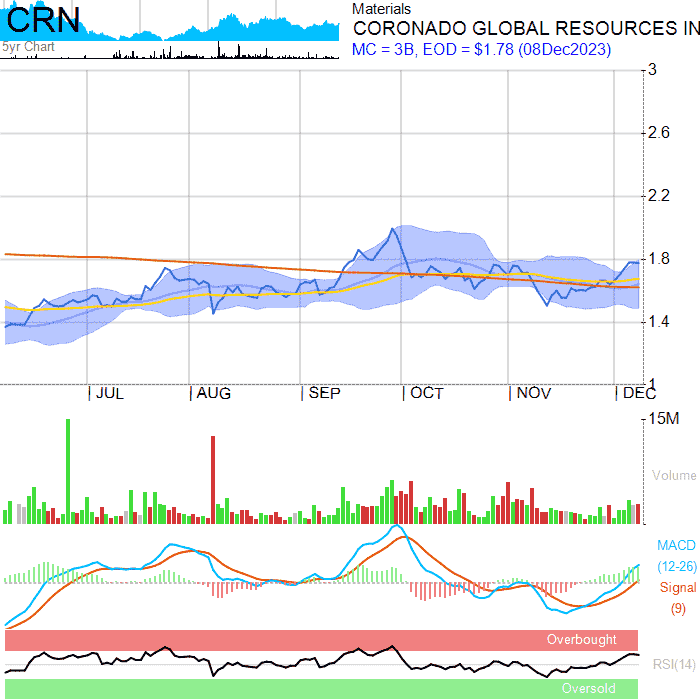 CRN
5yr Chart
Materials
CORONADO GLOBAL RESOURCES IN
MC = 3B, EOD = $1.78 (08Dec2023)
3
2.6
2.2
1.8
1.4
1
JUL
AUG
SEP
OCT
NOV
DEC
15M
Volume
MACD
(12-26)
Signal
(9)
Overbought
RSI(14)
Oversold